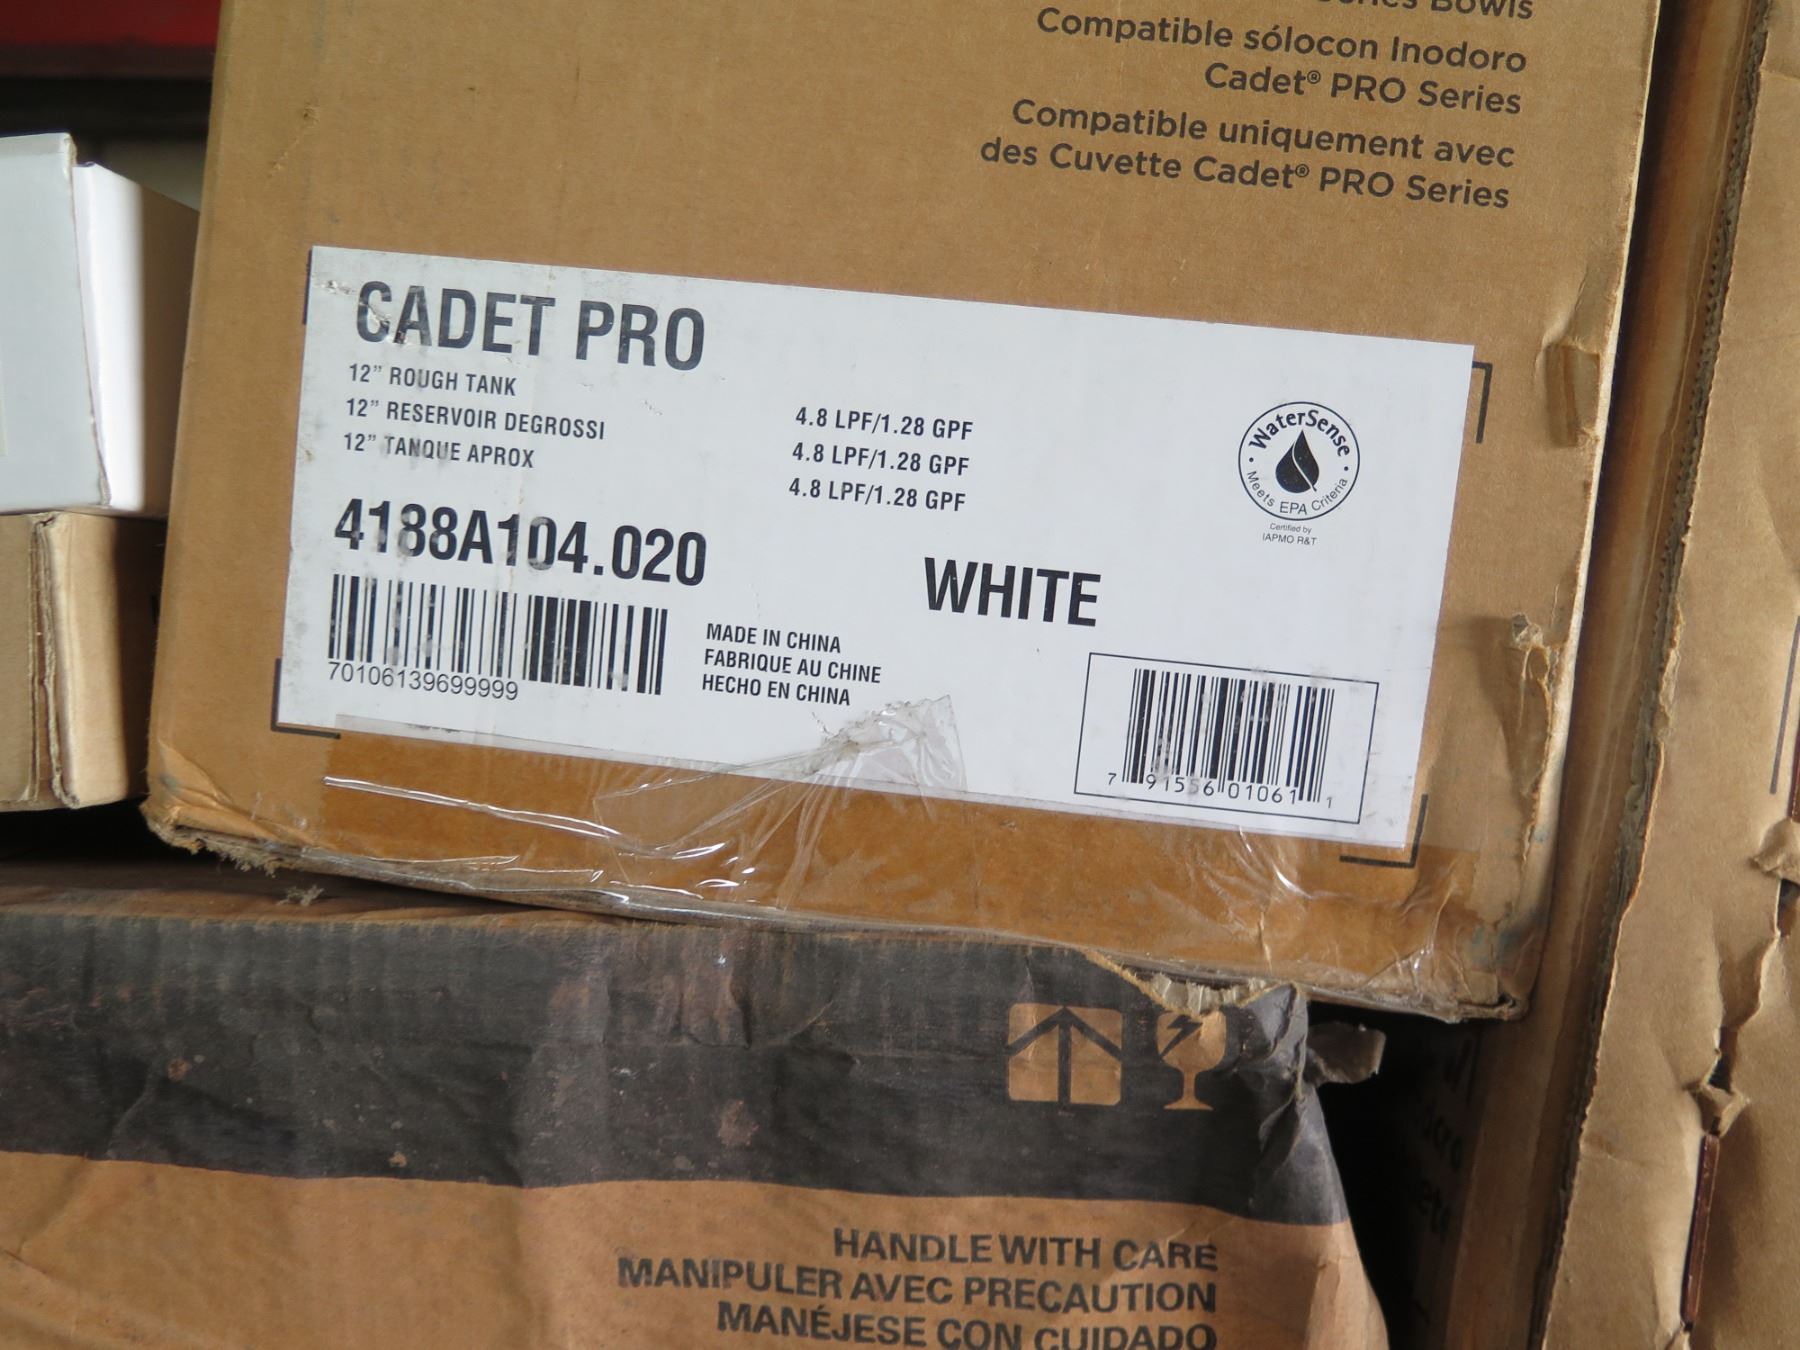 Bowls
Compatible sólocon Inodoro
Cadet® PRO Series
Compatible uniquement avec
des Cuvette Cadet® PRO Series
CADET PRO
12” ROUGH TANK
12” RESERVOIR DEGROSSI
12” TANQUE APROX
4.8 LPF/1.28 GPF
4.8 LPF/1.28 GPF
4.8 LPF/1.28 GPF
WaterSense
Meets EPA Criteria
Certified by
IAPMO R&T
4188A104.020
WHITE
70106139699999
MADE IN CHINA
FABRIQUE AU CHINE
HECHO EN CHINA
7 91556 01061 1
HANDLE WITH CARE
MANIPULER AVEC PRECAUTION
MANÉJESE CON CUIDADO